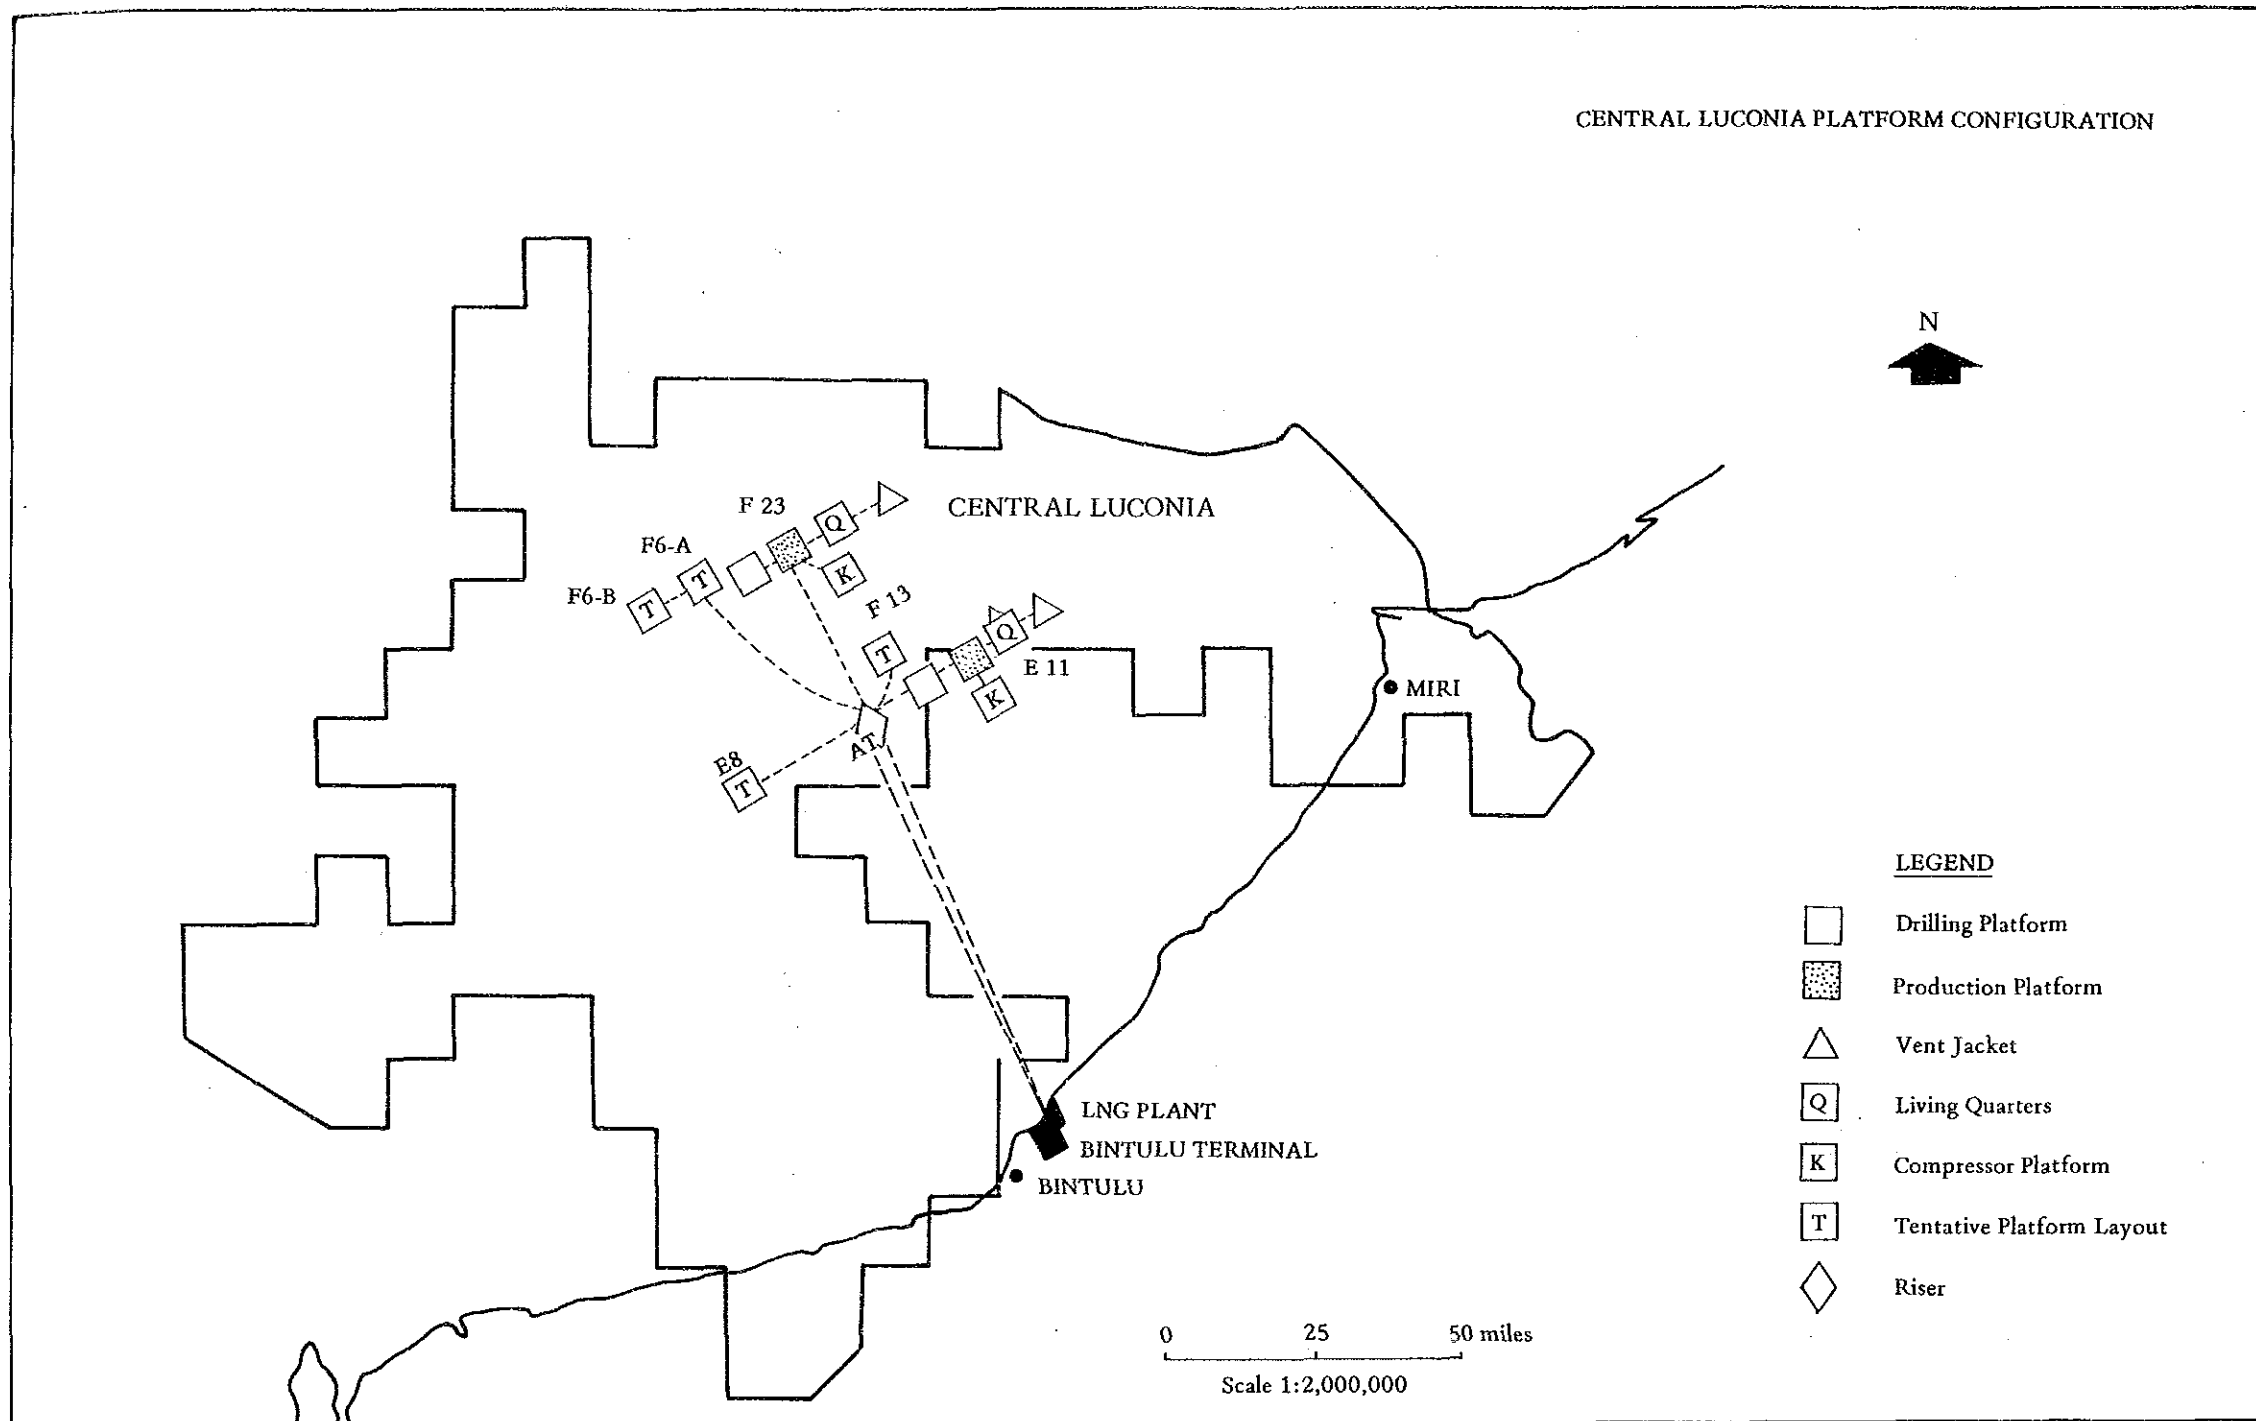 CENTRAL LUCONIA PLATFORM CONFIGURATION
N
F 23
Q
CENTRAL LUCONIA
F6-A
T
K
F6-B
T
F 13
Q
T
E 11
K
MIRI
AT
E8
T
LEGEND
Drilling Platform
Production Platform
Vent Jacket
Q Living Quarters
K Compressor Platform
T Tentative Platform Layout
Riser
LNG PLANT
BINTULU TERMINAL
BINTULU
0 25 50 miles
Scale 1:2,000,000